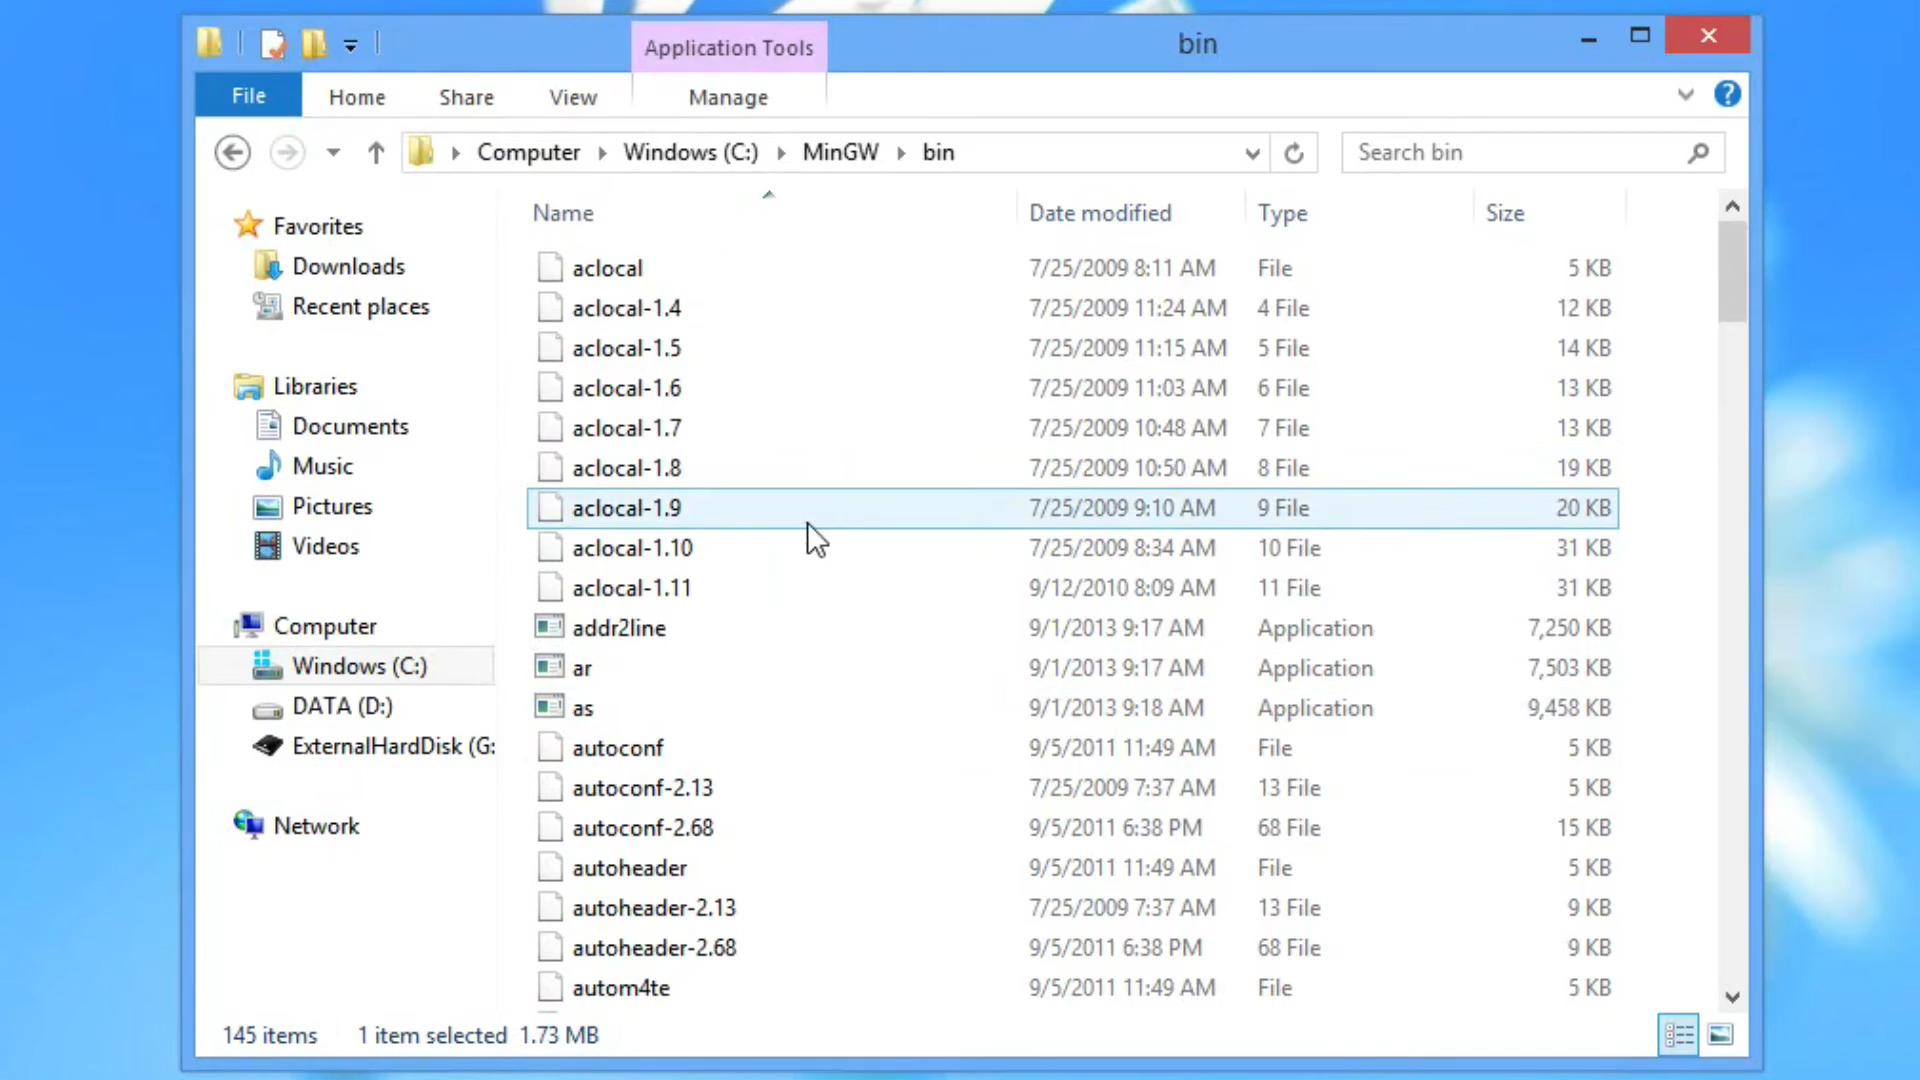 Application Tools
bin
File Home Share View Manage
Computer Windows (C:) MinGW bin
Search bin
Name Date modified Type Size
Favorites
Downloads
Recent places
Libraries
Documents
Music
Pictures
Videos
Computer
Windows (C:)
DATA (D:)
ExternalHardDisk (G:
Network
aclocal 7/25/2009 8:11 AM File 5 KB
aclocal-1.4 7/25/2009 11:24 AM 4 File 12 KB
aclocal-1.5 7/25/2009 11:15 AM 5 File 14 KB
aclocal-1.6 7/25/2009 11:03 AM 6 File 13 KB
aclocal-1.7 7/25/2009 10:48 AM 7 File 13 KB
aclocal-1.8 7/25/2009 10:50 AM 8 File 19 KB
aclocal-1.9 7/25/2009 9:10 AM 9 File 20 KB
aclocal-1.10 7/25/2009 8:34 AM 10 File 31 KB
aclocal-1.11 9/12/2010 8:09 AM 11 File 31 KB
addr2line 9/1/2013 9:17 AM Application 7,250 KB
ar 9/1/2013 9:17 AM Application 7,503 KB
as 9/1/2013 9:18 AM Application 9,458 KB
autoconf 9/5/2011 11:49 AM File 5 KB
autoconf-2.13 7/25/2009 7:37 AM 13 File 5 KB
autoconf-2.68 9/5/2011 6:38 PM 68 File 15 KB
autoheader 9/5/2011 11:49 AM File 5 KB
autoheader-2.13 7/25/2009 7:37 AM 13 File 9 KB
autoheader-2.68 9/5/2011 6:38 PM 68 File 9 KB
autom4te 9/5/2011 11:49 AM File 5 KB
145 items 1 item selected 1.73 MB